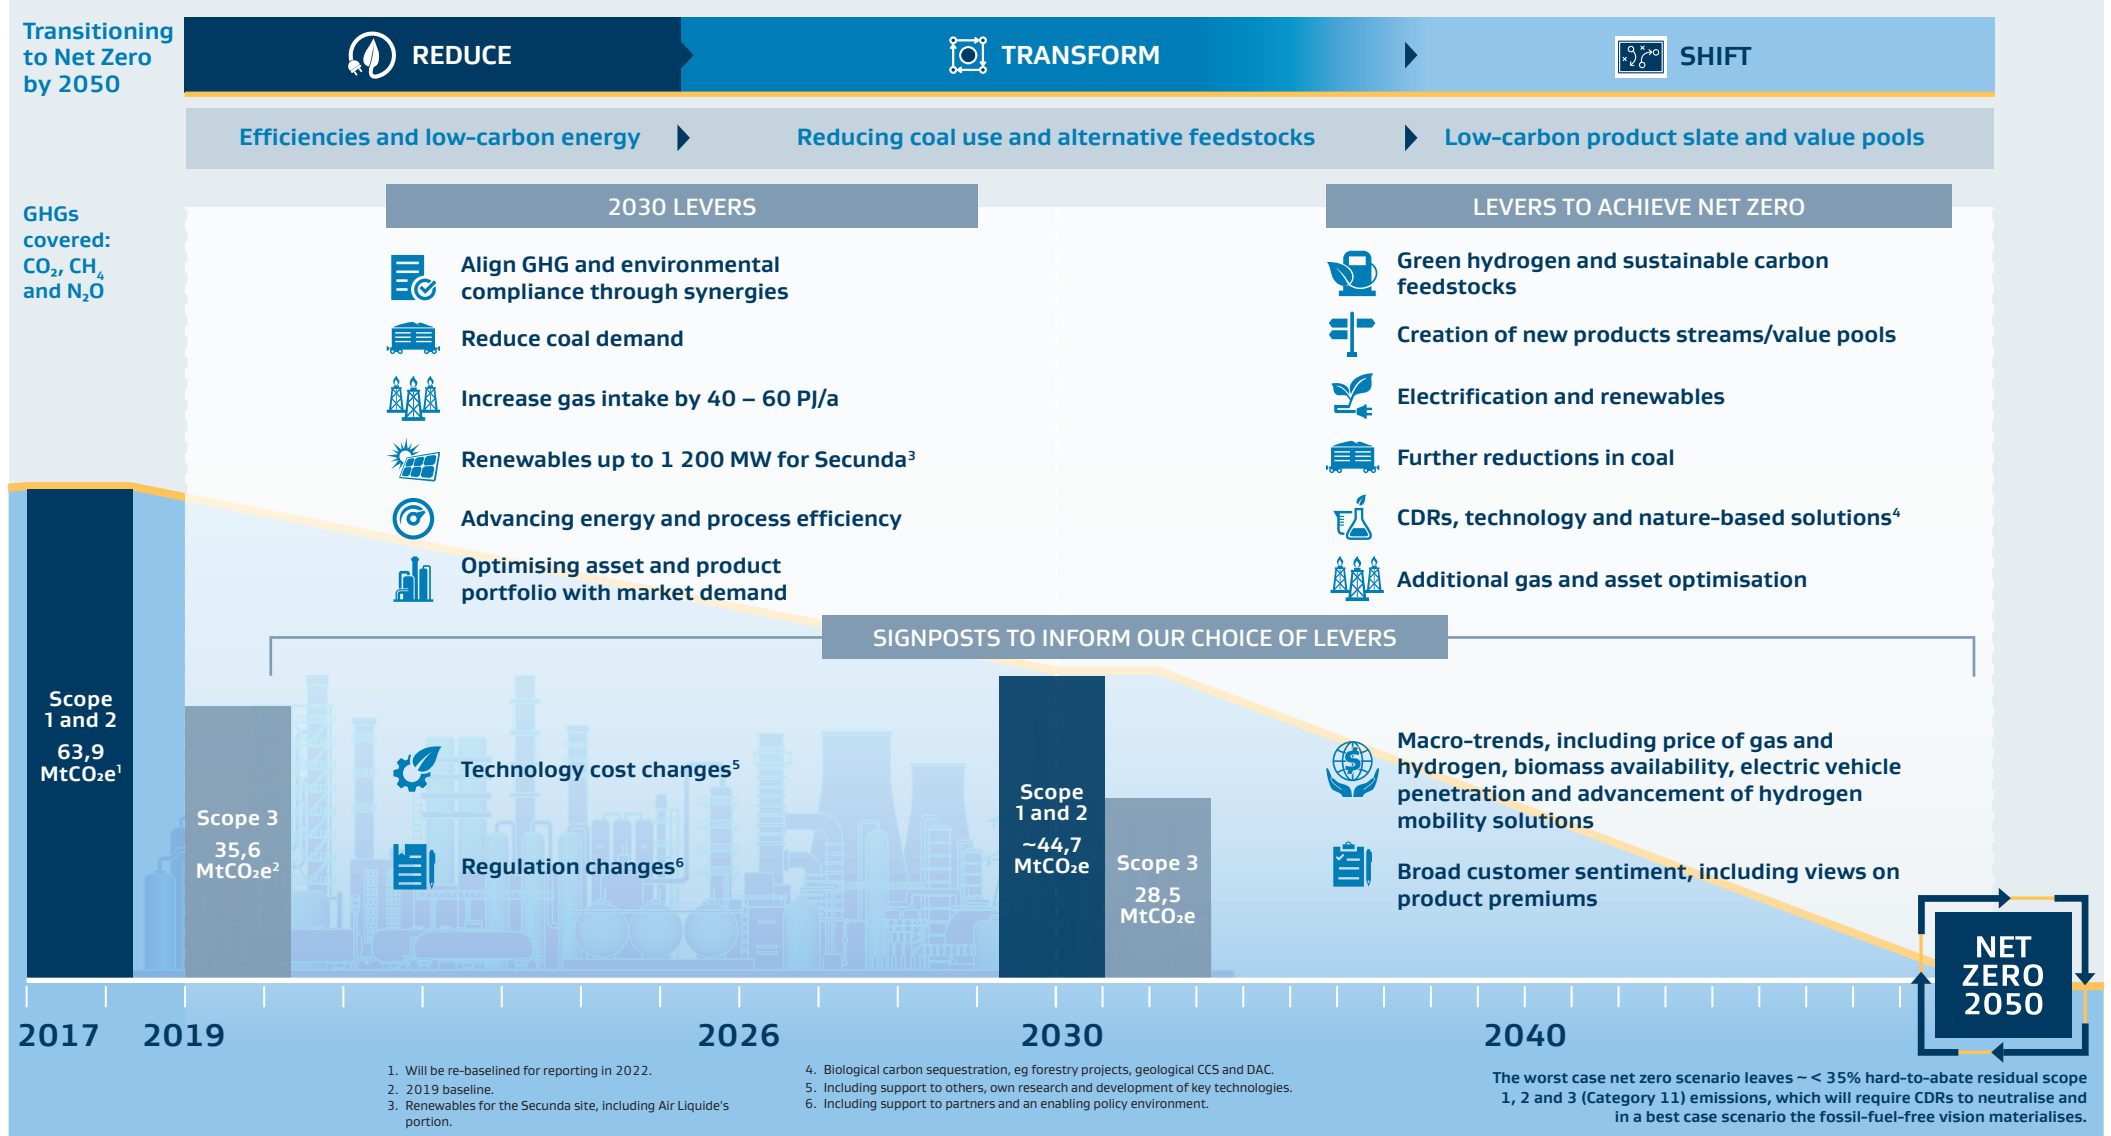 Transitioning
to Net Zero
by 2050
REDUCE
TRANSFORM
SHIFT
Efficiencies and low-carbon energy
Reducing coal use and alternative feedstocks
Low-carbon product slate and value pools
GHGs
covered:
CO₂, CH₄
and N₂O
2030 LEVERS
Align GHG and environmental
compliance through synergies
Reduce coal demand
Increase gas intake by 40 – 60 PJ/a
Renewables up to 1 200 MW for Secunda³
Advancing energy and process efficiency
Optimising asset and product
portfolio with market demand
LEVERS TO ACHIEVE NET ZERO
Green hydrogen and sustainable carbon
feedstocks
Creation of new products streams/value pools
Electrification and renewables
Further reductions in coal
CDRs, technology and nature-based solutions⁴
Additional gas and asset optimisation
SIGNPOSTS TO INFORM OUR CHOICE OF LEVERS
Technology cost changes⁵
Regulation changes⁶
Macro-trends, including price of gas and
hydrogen, biomass availability, electric vehicle
penetration and advancement of hydrogen
mobility solutions
Broad customer sentiment, including views on
product premiums
Scope
1 and 2
63,9
MtCO₂e¹
Scope 3
35,6
MtCO₂e²
Scope
1 and 2
~44,7
MtCO₂e
Scope 3
28,5
MtCO₂e
NET
ZERO
2050
2017
2019
2026
2030
2040
1. Will be re-baselined for reporting in 2022.
2. 2019 baseline.
3. Renewables for the Secunda site, including Air Liquide's
portion.
4. Biological carbon sequestration, eg forestry projects, geological CCS and DAC.
5. Including support to others, own research and development of key technologies.
6. Including support to partners and an enabling policy environment.
The worst case net zero scenario leaves ~ < 35% hard-to-abate residual scope
1, 2 and 3 (Category 11) emissions, which will require CDRs to neutralise and
in a best case scenario the fossil-fuel-free vision materialises.